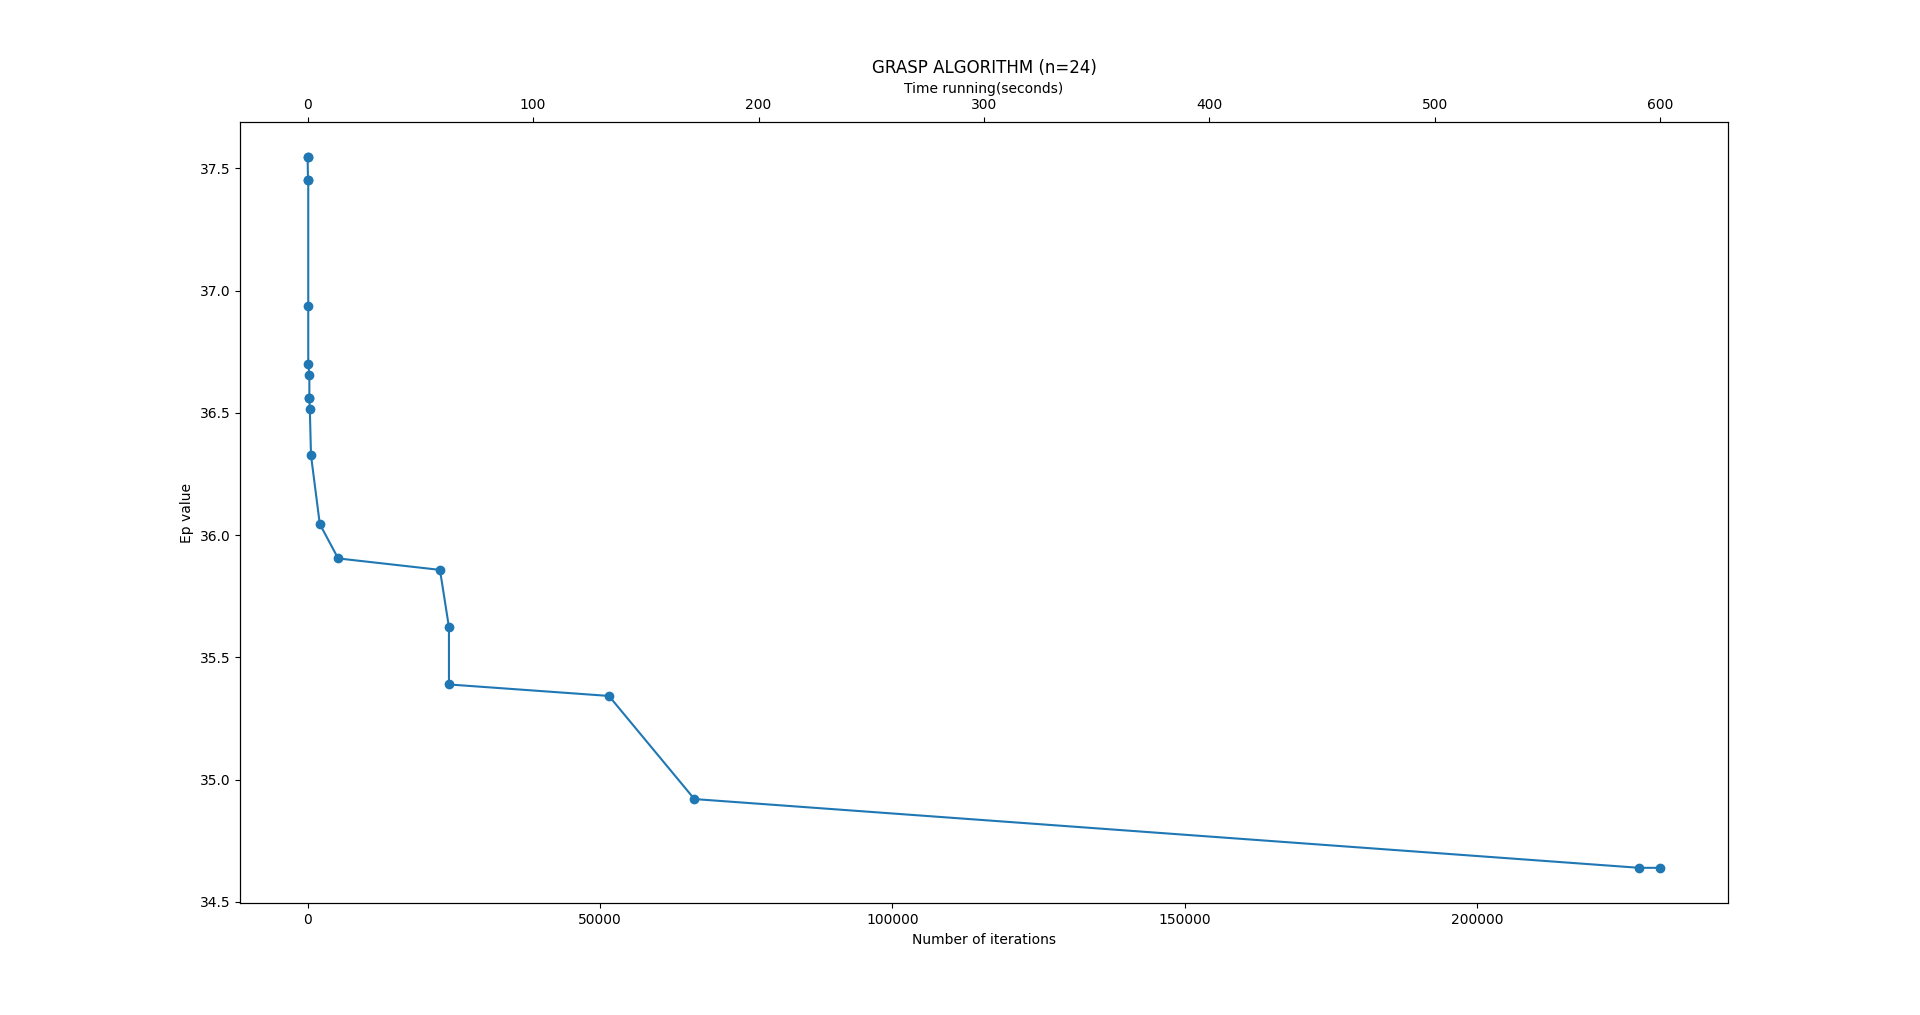 GRASP ALGORITHM (n=24)
Time running(seconds)
0 100 200 300 400 500 600
37.5
37.0
36.5
36.0
35.5
35.0
34.5
Ep value
0 50000 100000 150000 200000
Number of iterations